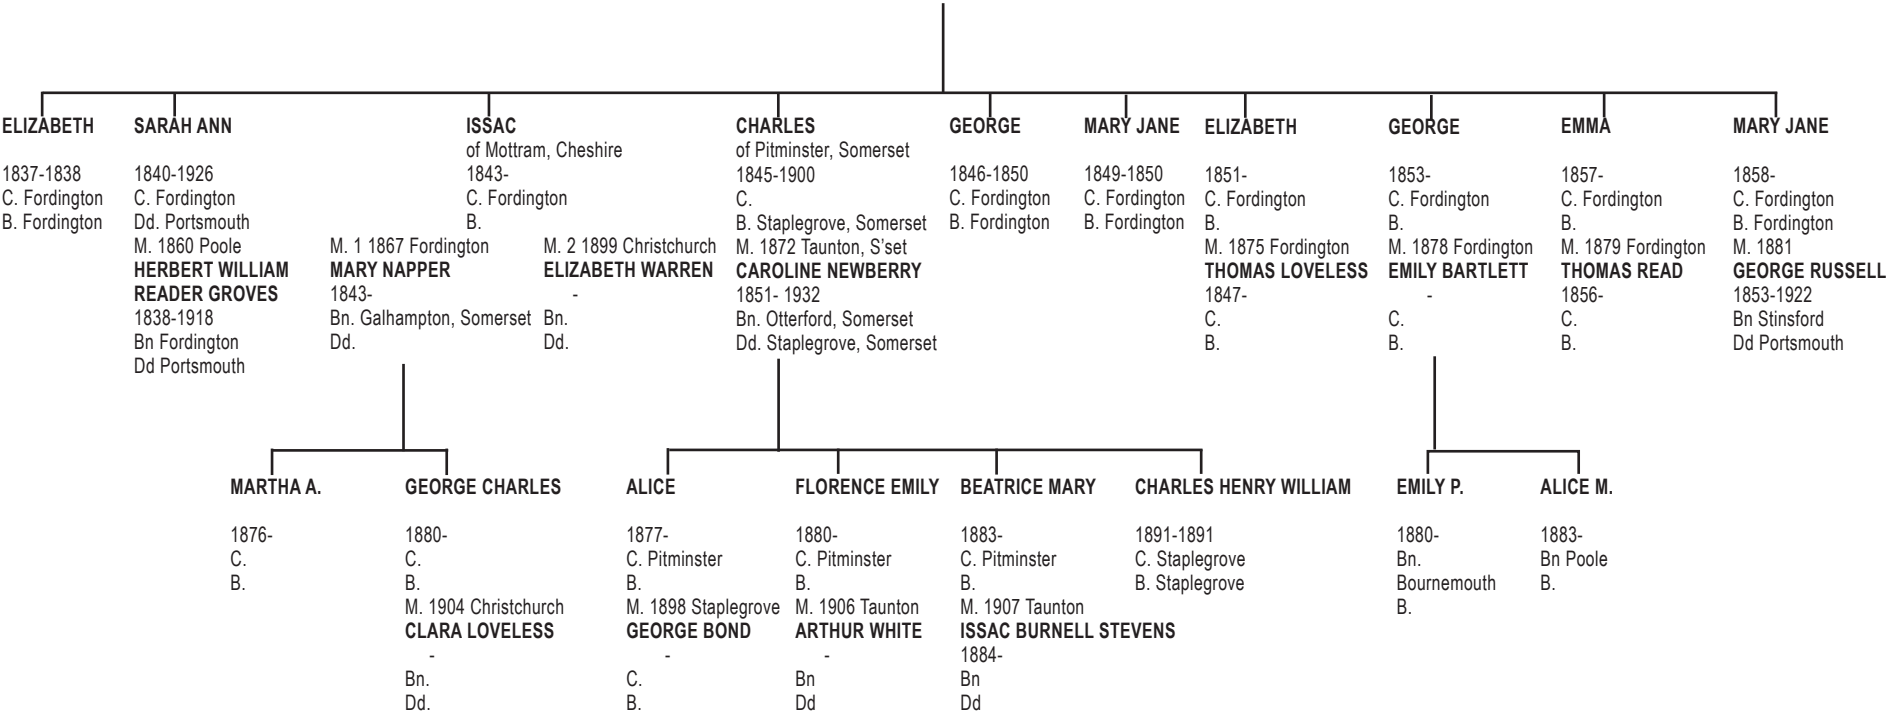 ELIZABETH
1837-1838
C. Fordington
B. Fordington
SARAH ANN
1840-1926
C. Fordington
Dd. Portsmouth
M. 1860 Poole
HERBERT WILLIAM
READER GROVES
1838-1918
Bn Fordington
Dd Portsmouth
ISSAC
of Mottram, Cheshire
1843-
C. Fordington
B.
M. 1 1867 Fordington
MARY NAPPER
1843-
Bn. Galhampton, Somerset
Dd.
M. 2 1899 Christchurch
ELIZABETH WARREN
-
Bn.
Dd.
CHARLES
of Pitminster, Somerset
1845-1900
C.
B. Staplegrove, Somerset
M. 1872 Taunton, S'set
CAROLINE NEWBERRY
1851- 1932
Bn. Otterford, Somerset
Dd. Staplegrove, Somerset
GEORGE
1846-1850
C. Fordington
B. Fordington
MARY JANE
1849-1850
C. Fordington
B. Fordington
ELIZABETH
1851-
C. Fordington
B.
M. 1875 Fordington
THOMAS LOVELESS
1847-
C.
B.
GEORGE
1853-
C. Fordington
B.
M. 1878 Fordington
EMILY BARTLETT
-
C.
B.
EMMA
1857-
C. Fordington
B.
M. 1879 Fordington
THOMAS READ
1856-
C.
B.
MARY JANE
1858-
C. Fordington
B. Fordington
M. 1881
GEORGE RUSSELL
1853-1922
Bn Stinsford
Dd Portsmouth
MARTHA A.
1876-
C.
B.
GEORGE CHARLES
1880-
C.
B.
M. 1904 Christchurch
CLARA LOVELESS
-
Bn.
Dd.
ALICE
1877-
C. Pitminster
B.
M. 1898 Staplegrove
GEORGE BOND
-
C.
B.
FLORENCE EMILY
1880-
C. Pitminster
B.
M. 1906 Taunton
ARTHUR WHITE
-
Bn
Dd
BEATRICE MARY
1883-
C. Pitminster
B.
M. 1907 Taunton
ISSAC BURNELL STEVENS
1884-
Bn
Dd
CHARLES HENRY WILLIAM
1891-1891
C. Staplegrove
B. Staplegrove
EMILY P.
1880-
Bn.
Bournemouth
B.
ALICE M.
1883-
Bn Poole
B.